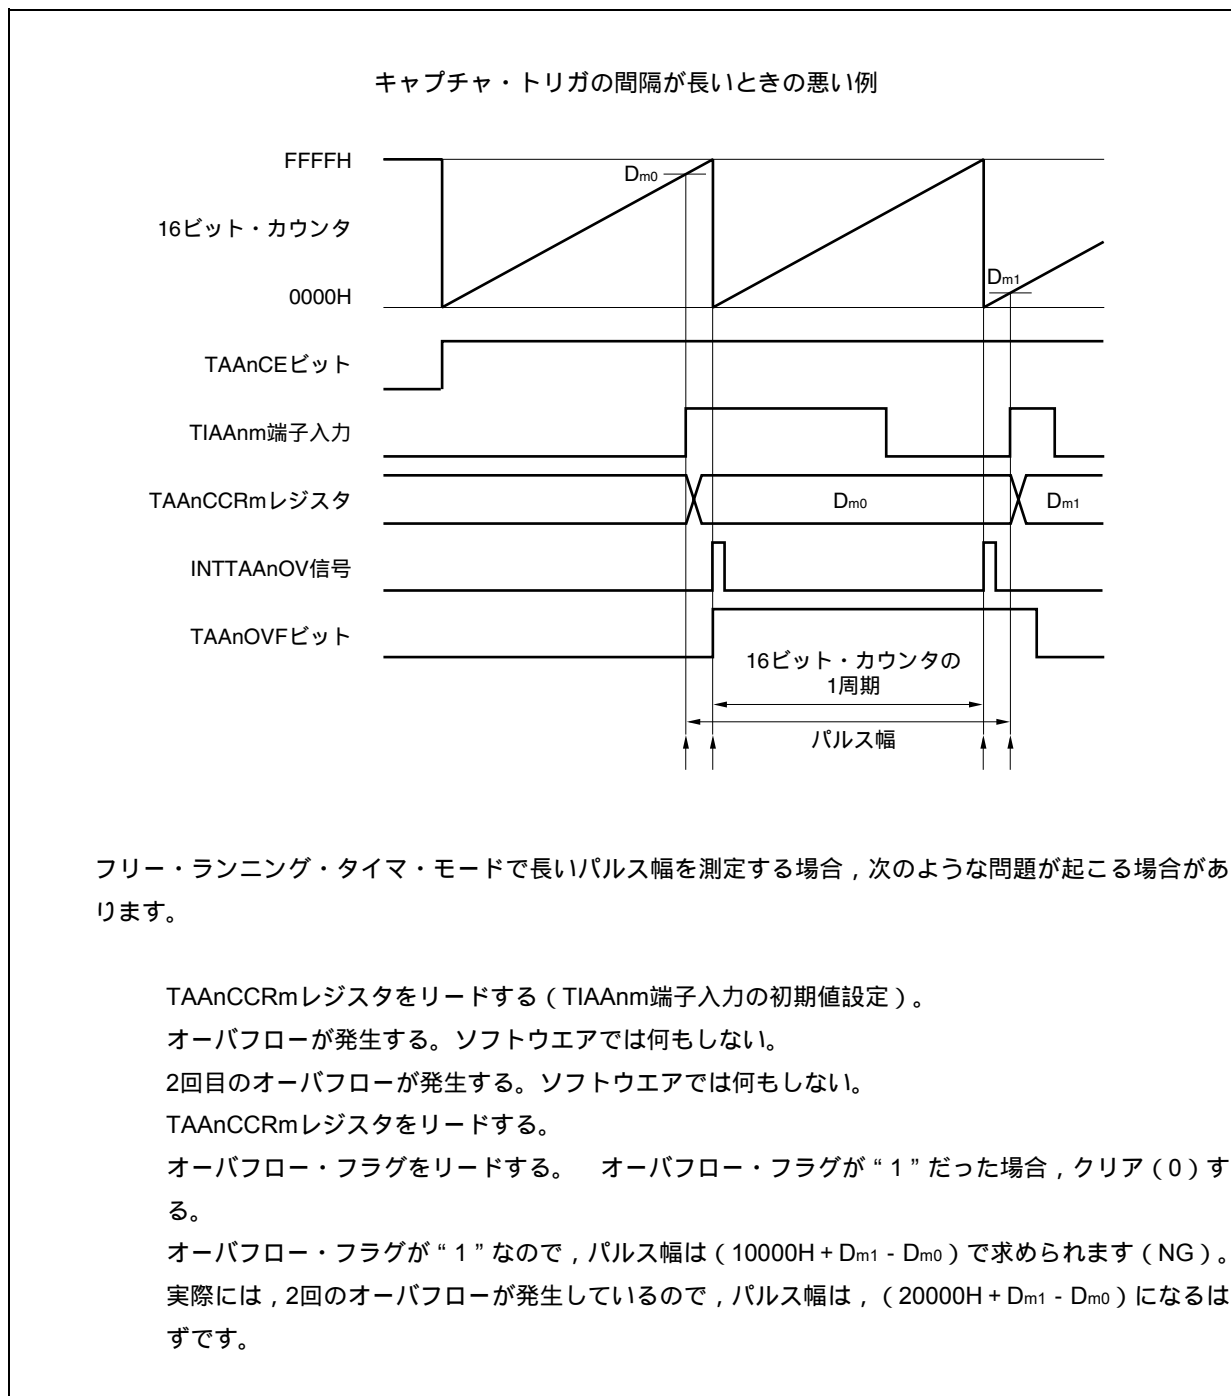 キャプチャ・トリガの間隔が長いときの悪い例
FFFFH
Dm0
16ビット・カウンタ
Dm1
0000H
TAAnCEビット
TIAAnm端子入力
TAAnCCRmレジスタ
Dm0
Dm1
INTTAAnOV信号
TAAnOVFビット
16ビット・カウンタの
1周期
パルス幅
フリー・ランニング・タイマ・モードで長いパルス幅を測定する場合，次のような問題が起こる場合があ
ります。
TAAnCCRmレジスタをリードする（TIAAnm端子入力の初期値設定）。
オーバフローが発生する。ソフトウエアでは何もしない。
2回目のオーバフローが発生する。ソフトウエアでは何もしない。
TAAnCCRmレジスタをリードする。
オーバフロー・フラグをリードする。　オーバフロー・フラグが“1”だった場合，クリア（0）す
る。
オーバフロー・フラグが“1”なので，パルス幅は（10000H + Dm1 - Dm0）で求められます（NG）。
実際には，2回のオーバフローが発生しているので，パルス幅は，（20000H + Dm1 - Dm0）になるは
ずです。